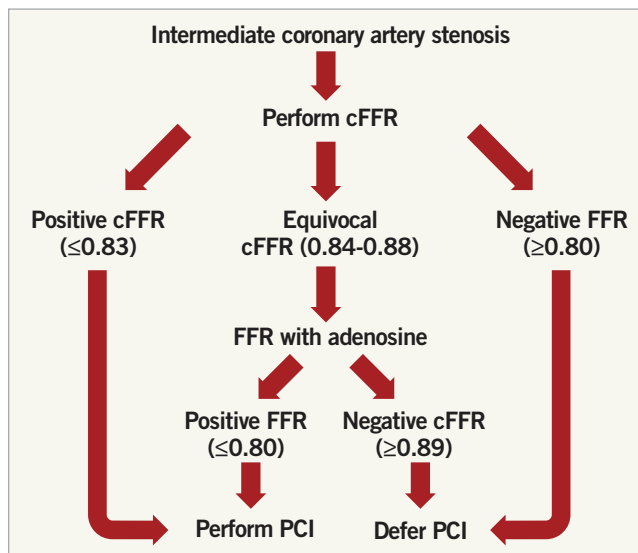 Intermediate coronary artery stenosis
Perform cFFR
Positive cFFR
(≤0.83)
Equivocal
cFFR (0.84-0.88)
Negative FFR
(≥0.80)
FFR with adenosine
Positive FFR
(≤0.80)
Negative cFFR
(≥0.89)
Perform PCI
Defer PCI